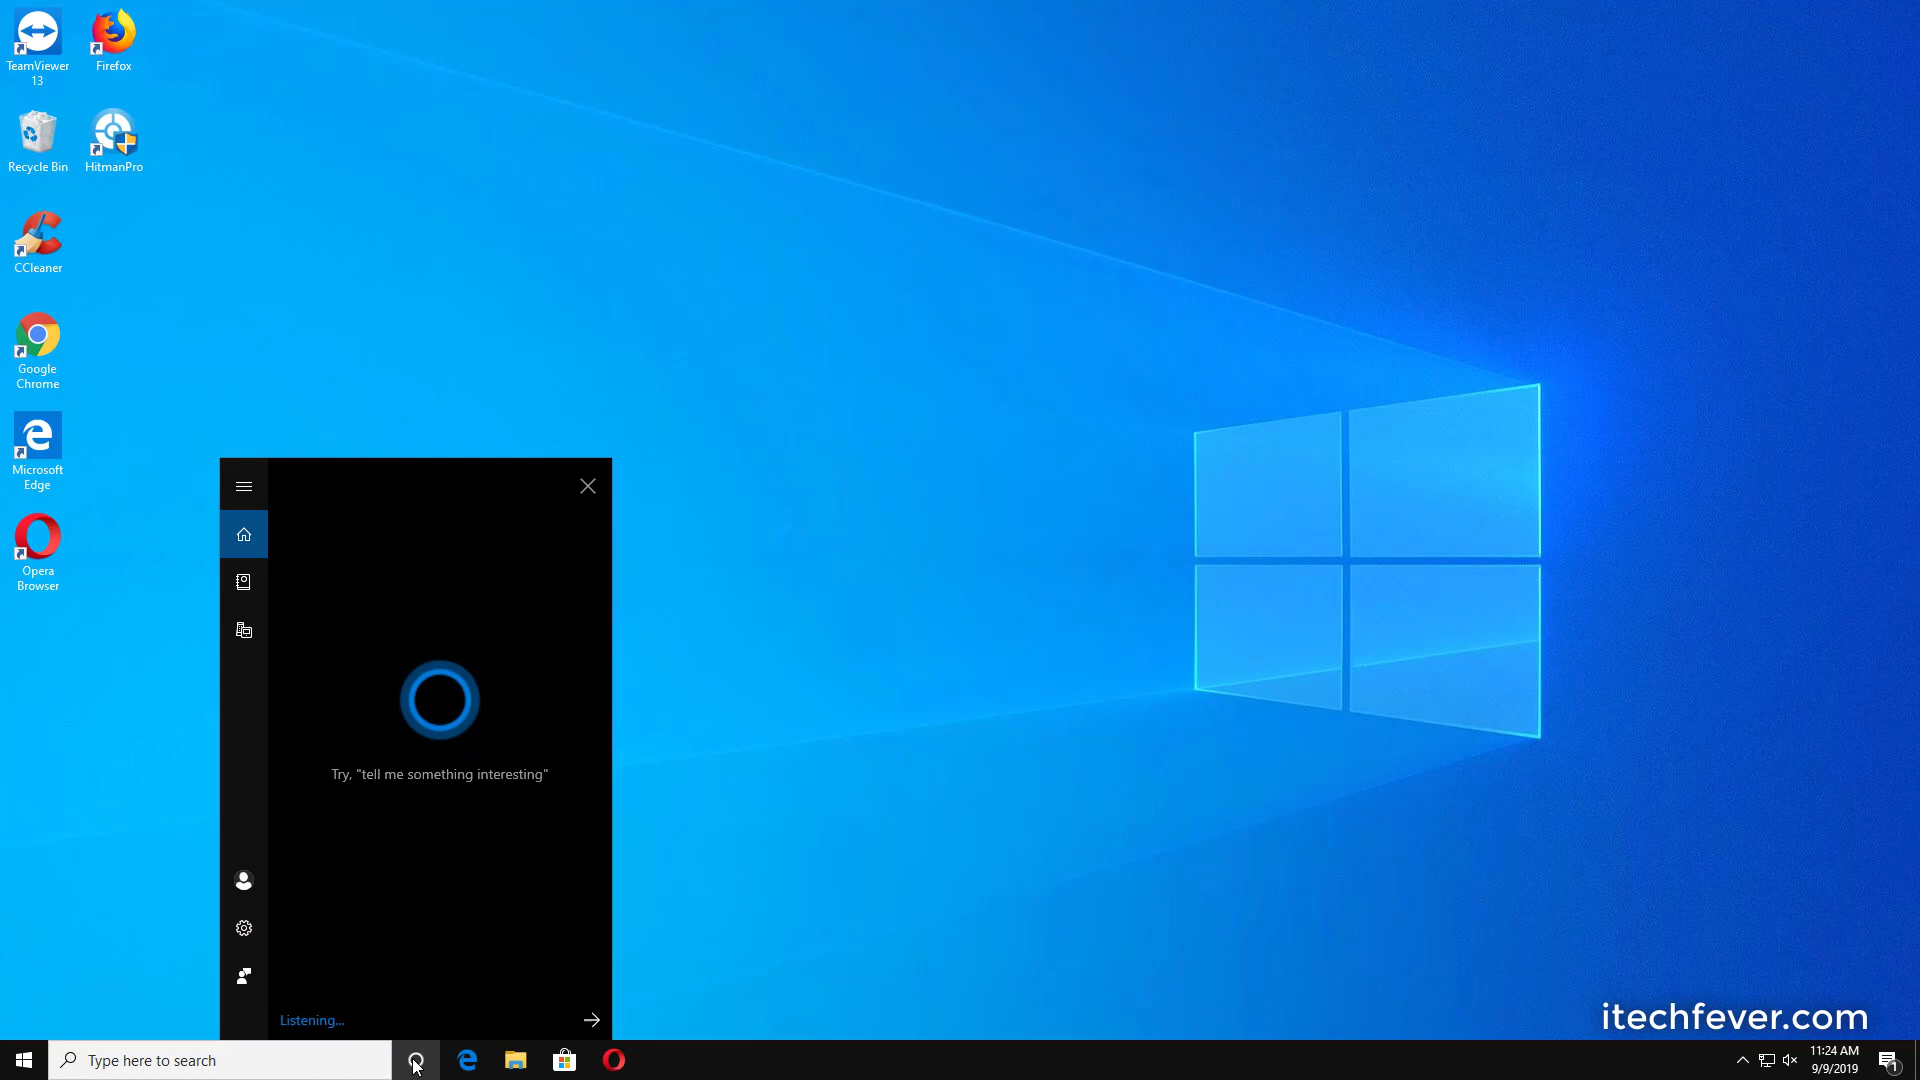 TeamViewer
13
Firefox
Recycle Bin
HitmanPro
CCleaner
Google
Chrome
Microsoft
Edge
Opera
Browser
Try, "tell me something interesting"
Listening...
itechfever.com
Type here to search
11:24 AM
9/9/2019
1